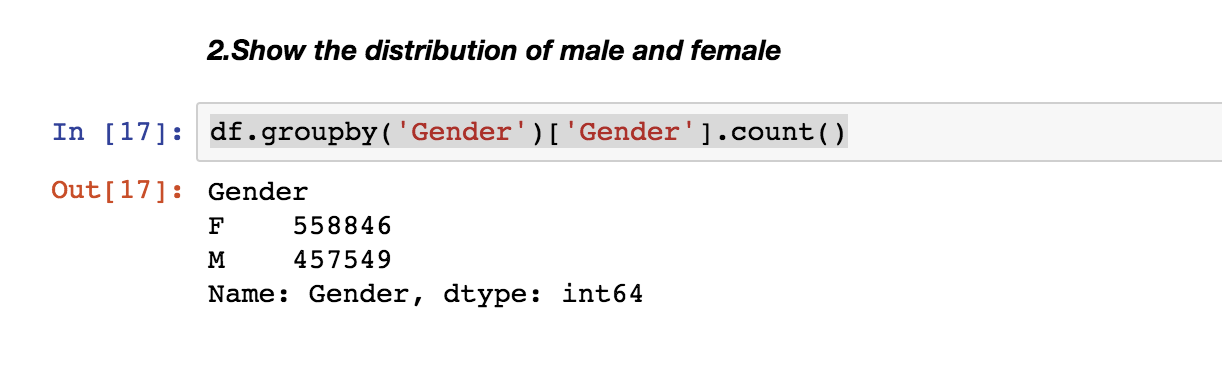 2.Show the distribution of male and female
In [17]: df.groupby('Gender')['Gender'].count()
Out[17]: Gender
F    558846
M    457549
Name: Gender, dtype: int64